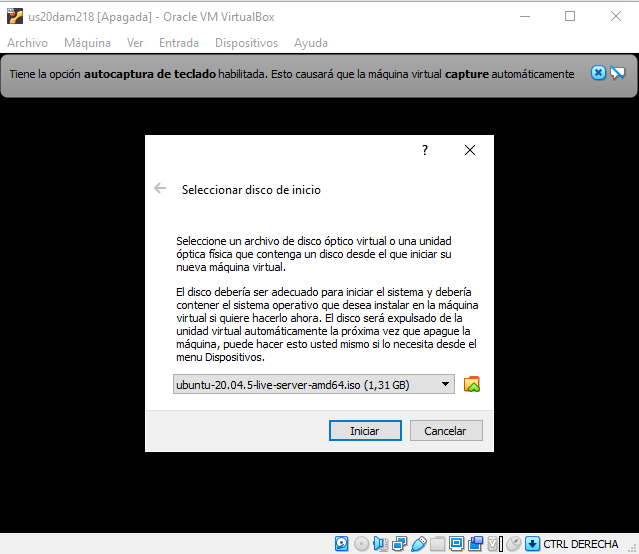 us20dam218 [Apagada] - Oracle VM VirtualBox
Archivo Máquina Ver Entrada Dispositivos Ayuda
Tiene la opción autocaptura de teclado habilitada. Esto causará que la máquina virtual capture automáticamente
?
Seleccionar disco de inicio
Seleccione un archivo de disco óptico virtual o una unidad
óptica física que contenga un disco desde el que iniciar su
nueva máquina virtual.
El disco debería ser adecuado para iniciar el sistema y debería
contener el sistema operativo que desea instalar en la máquina
virtual si quiere hacerlo ahora. El disco será expulsado de la
unidad virtual automáticamente la próxima vez que apague la
máquina, puede hacer esto usted mismo si lo necesita desde el
menu Dispositivos.
ubuntu-20.04.5-live-server-amd64.iso (1,31 GB)
Iniciar Cancelar
CTRL DERECHA